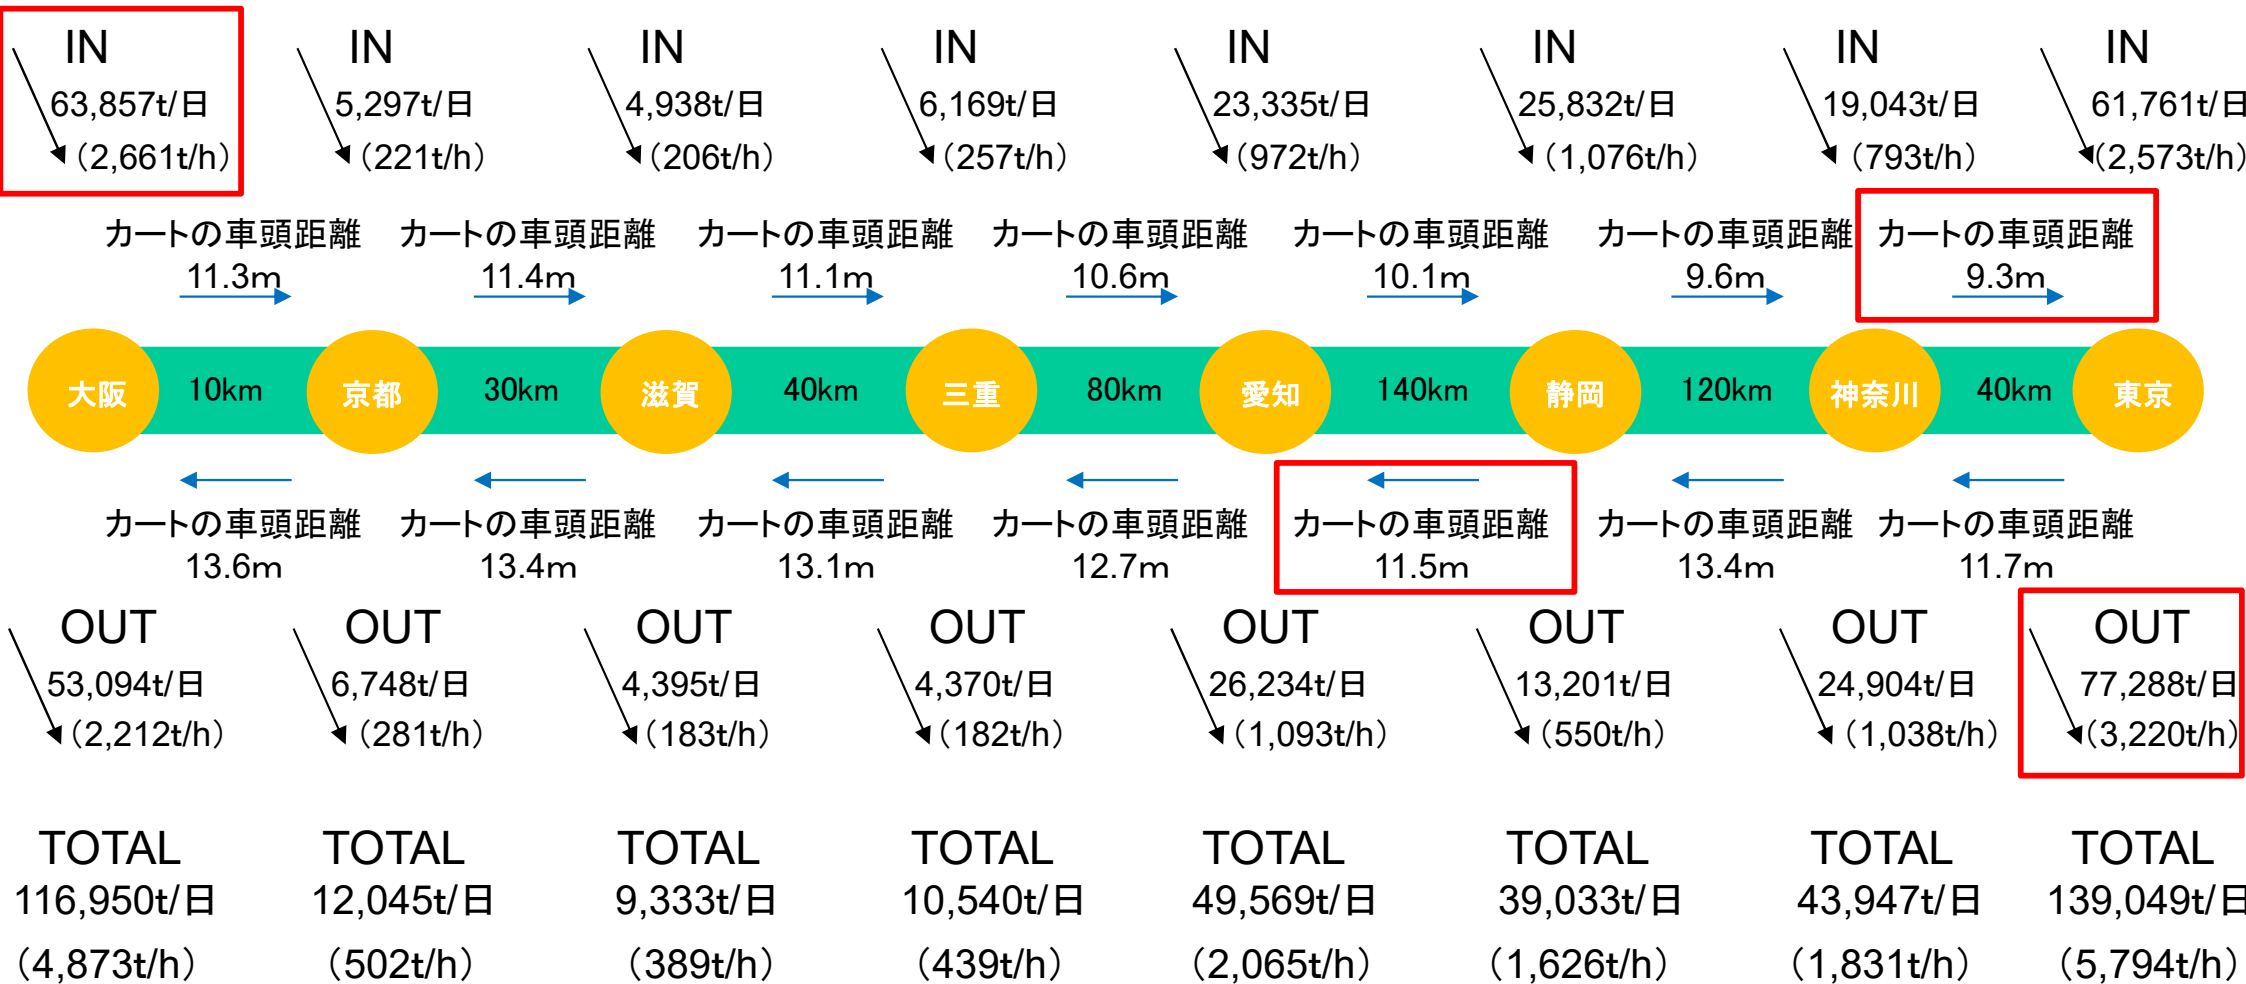 IN IN IN IN IN IN IN IN
63,857t/日 5,297t/日 4,938t/日 6,169t/日 23,335t/日 25,832t/日 19,043t/日 61,761t/日
（2,661t/h） （221t/h） （206t/h） （257t/h） （972t/h） （1,076t/h） （793t/h） （2,573t/h）
カートの車頭距離 カートの車頭距離 カートの車頭距離 カートの車頭距離 カートの車頭距離 カートの車頭距離 カートの車頭距離
11.3m 11.4m 11.1m 10.6m 10.1m 9.6m 9.3m
大阪 10km 京都 30km 滋賀 40km 三重 80km 愛知 140km 静岡 120km 神奈川 40km 東京
カートの車頭距離 カートの車頭距離 カートの車頭距離 カートの車頭距離 カートの車頭距離 カートの車頭距離 カートの車頭距離
13.6m 13.4m 13.1m 12.7m 11.5m 13.4m 11.7m
OUT OUT OUT OUT OUT OUT OUT OUT
53,094t/日 6,748t/日 4,395t/日 4,370t/日 26,234t/日 13,201t/日 24,904t/日 77,288t/日
（2,212t/h） （281t/h） （183t/h） （182t/h） （1,093t/h） （550t/h） （1,038t/h） （3,220t/h）
TOTAL TOTAL TOTAL TOTAL TOTAL TOTAL TOTAL TOTAL
116,950t/日 12,045t/日 9,333t/日 10,540t/日 49,569t/日 39,033t/日 43,947t/日 139,049t/日
（4,873t/h） （502t/h） （389t/h） （439t/h） （2,065t/h） （1,626t/h） （1,831t/h） （5,794t/h）